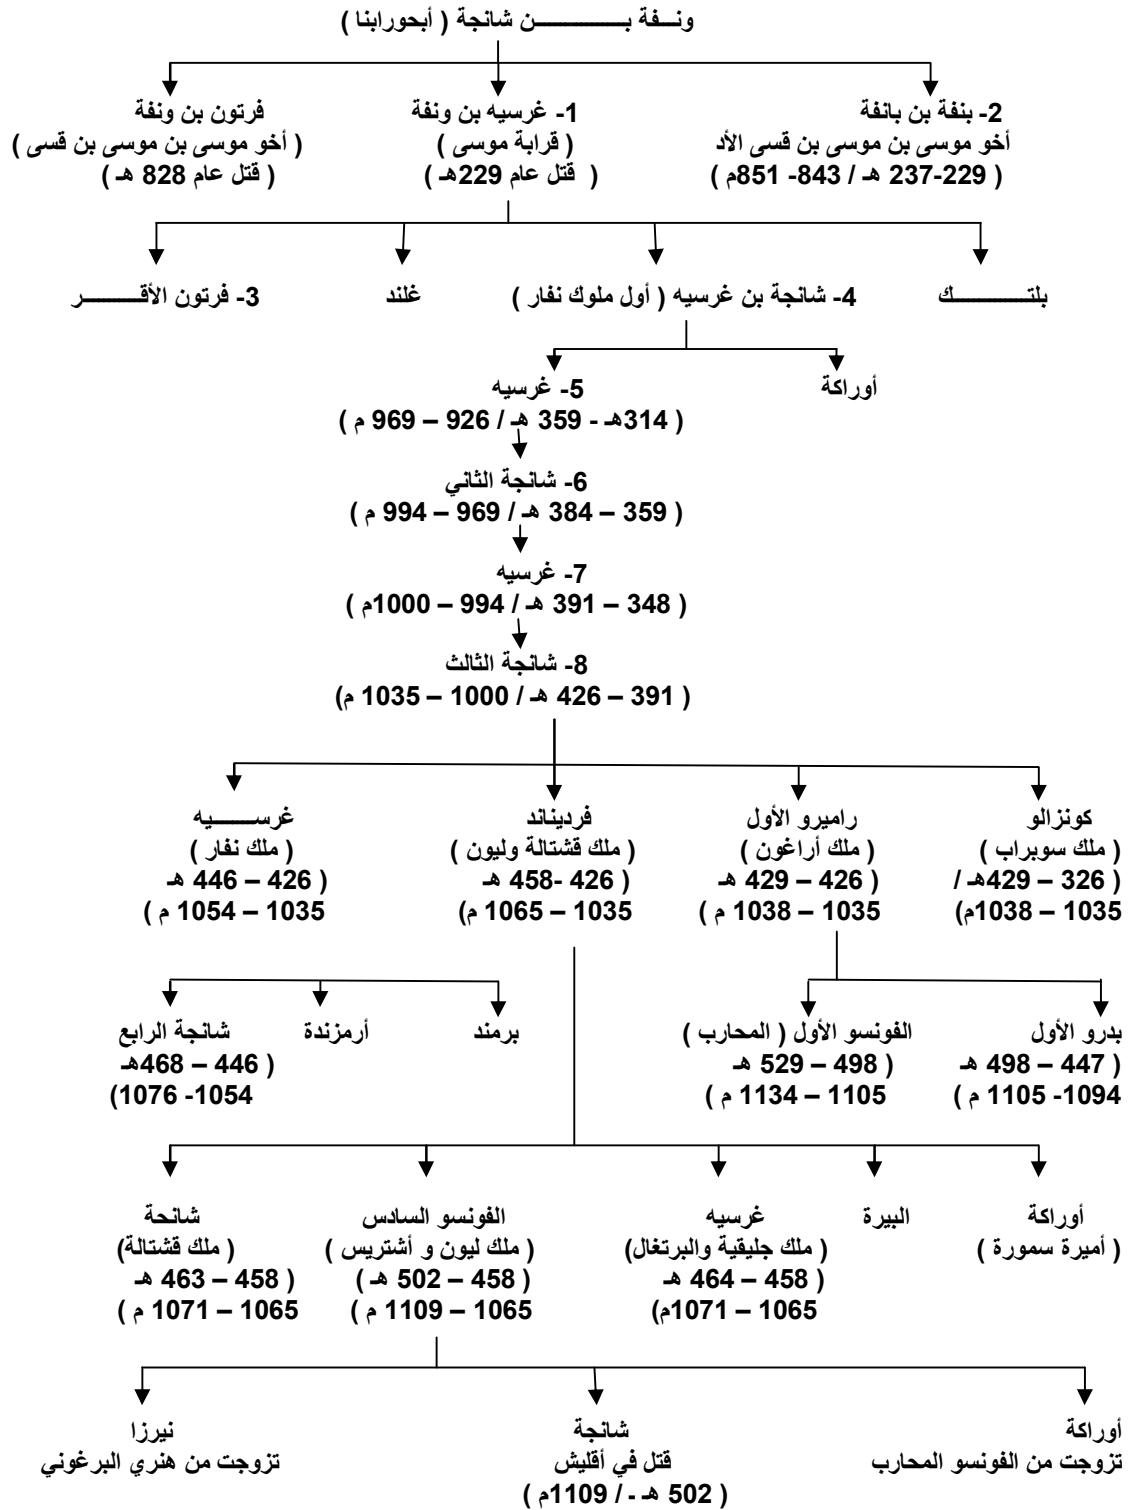 ونـفة بـــــــن شانجة ( أبحورابنا )
2- بنفة بن بانفة
أخو موسى بن موسى بن قسى الأد
( 229-237 هـ / 843- 851م )
1- غرسيه بن ونفة
( قرابة موسى )
( قتل عام 229هـ )
فرتون بن ونفة
( أخو موسى بن موسى بن قسى )
( قتل عام 828 هـ )
بلتـــــــك
4- شانجة بن غرسيه ( أول ملوك نفار )
غلند
3- فرتون الأقـــــر
أوراكة
5- غرسيه
( 314هـ - 359 هـ / 926 – 969 م )
6- شانجة الثاني
( 359 – 384 هـ / 969 – 994 م )
7- غرسيه
( 348 – 391 هـ / 994 – 1000م )
8- شانجة الثالث
( 391 – 426 هـ / 1000 – 1035 م)
كونزالو
( ملك سوبراب )
( 326 – 429هـ /
1035 – 1038م)
راميرو الأول
( ملك أراغون )
( 426 – 429 هـ
1035 – 1038 م )
فرديناند
( ملك قشتالة وليون )
( 426 -458 هـ
1035 – 1065 م)
غرســـيه
( ملك نفار )
( 426 – 446 هـ
1035 – 1054 م )
بدرو الأول
( 447 – 498 هـ
1094- 1105 م )
الفونسو الأول ( المحارب )
( 498 – 529 هـ
1105 – 1134 م )
برمند
أرمزندة
شانجة الرابع
( 446 – 468هـ
1054- 1076)
أوراكة
( أميرة سمورة )
البيرة
غرسيه
( ملك جليقية والبرتغال)
( 458 – 464 هـ
1065 – 1071م)
الفونسو السادس
( ملك ليون و أشتريس )
( 458 – 502 هـ )
1065 – 1109 م )
شانحة
( ملك قشتالة)
( 458 – 463 هـ
1065 – 1071 م )
أوراكة
تزوجت من الفونسو المحارب
شانجة
قتل في أقليش
( 502 هـ - / 1109م )
نيرزا
تزوجت من هنري البرغوني